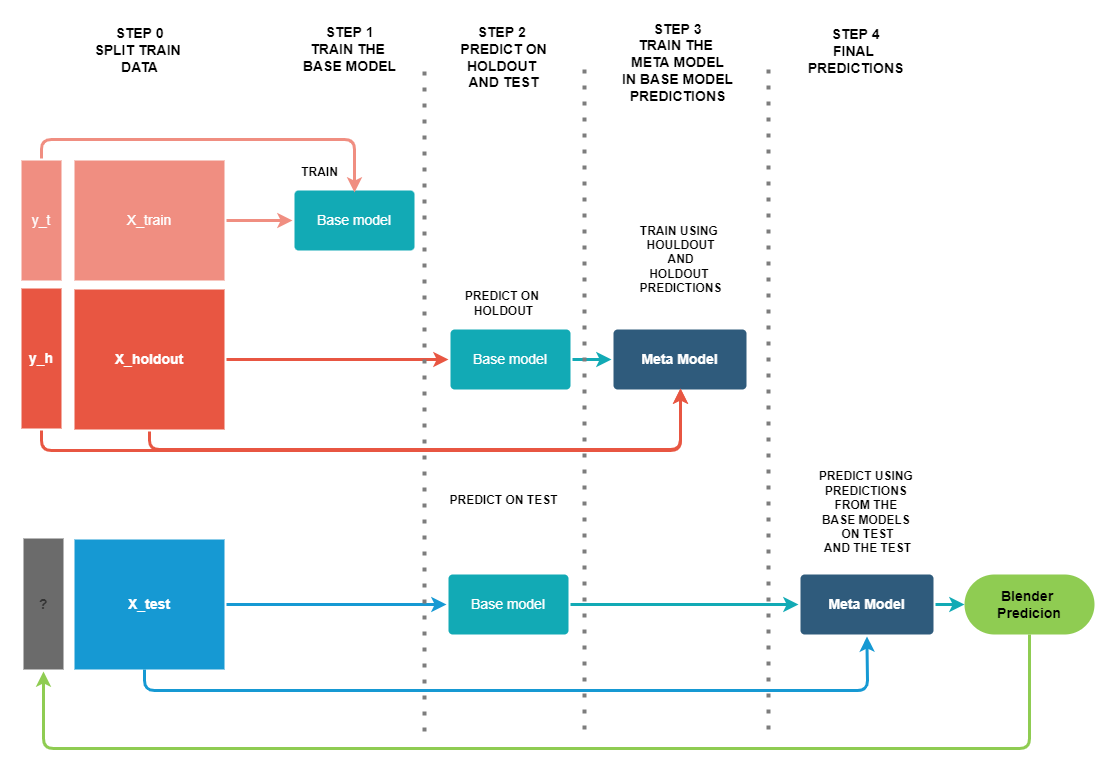 STEP 0
SPLIT TRAIN
DATA
STEP 1
TRAIN THE
BASE MODEL
STEP 2
PREDICT ON
HOLDOUT
AND TEST
STEP 3
TRAIN THE
META MODEL
IN BASE MODEL
PREDICTIONS
STEP 4
FINAL
PREDICTIONS
TRAIN
y_t
X_train
Base model
TRAIN USING
HOULDOUT
AND
HOLDOUT
PREDICTIONS
PREDICT ON
HOLDOUT
y_h
X_holdout
Base model
Meta Model
PREDICT ON TEST
PREDICT USING
PREDICTIONS
FROM THE
BASE MODELS
ON TEST
AND THE TEST
?
X_test
Base model
Meta Model
Blender
Predicion